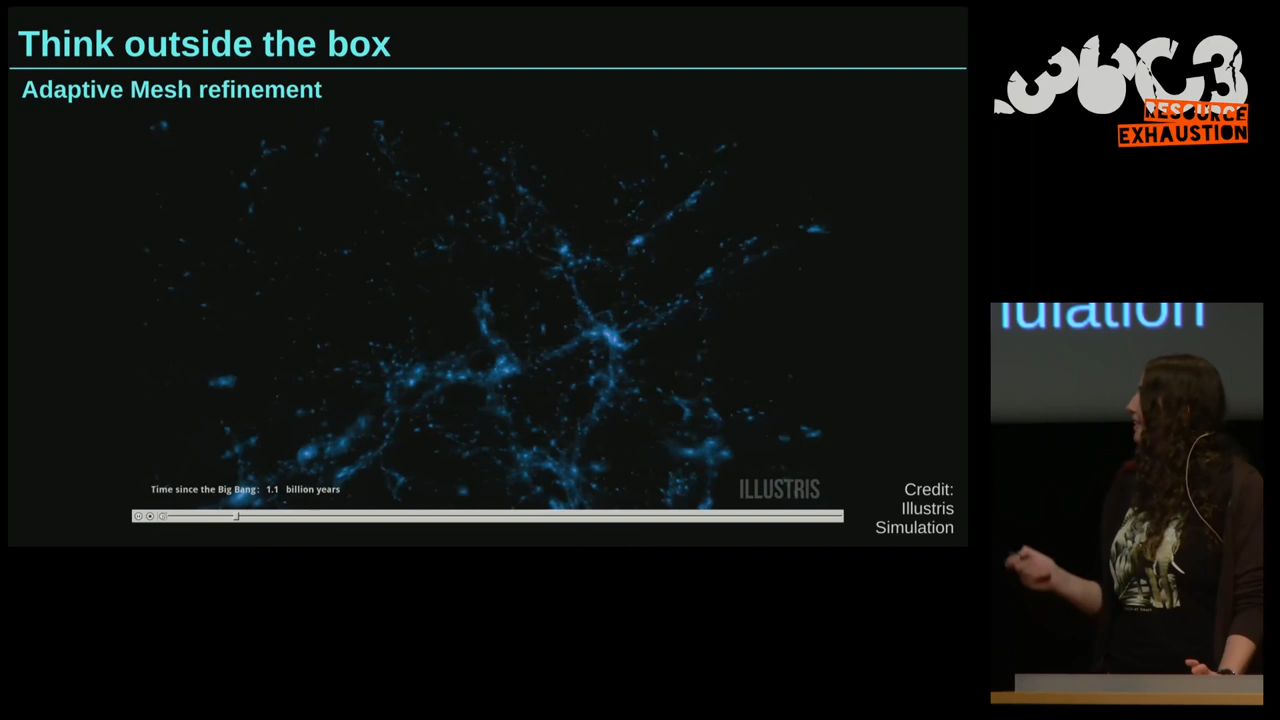 Think outside the box
Adaptive Mesh refinement
Time since the Big Bang: 1.1 billion years
ILLUSTRIS
Credit:
Illustris
Simulation
36C3
RESOURCE
EXHAUSTION
ulation